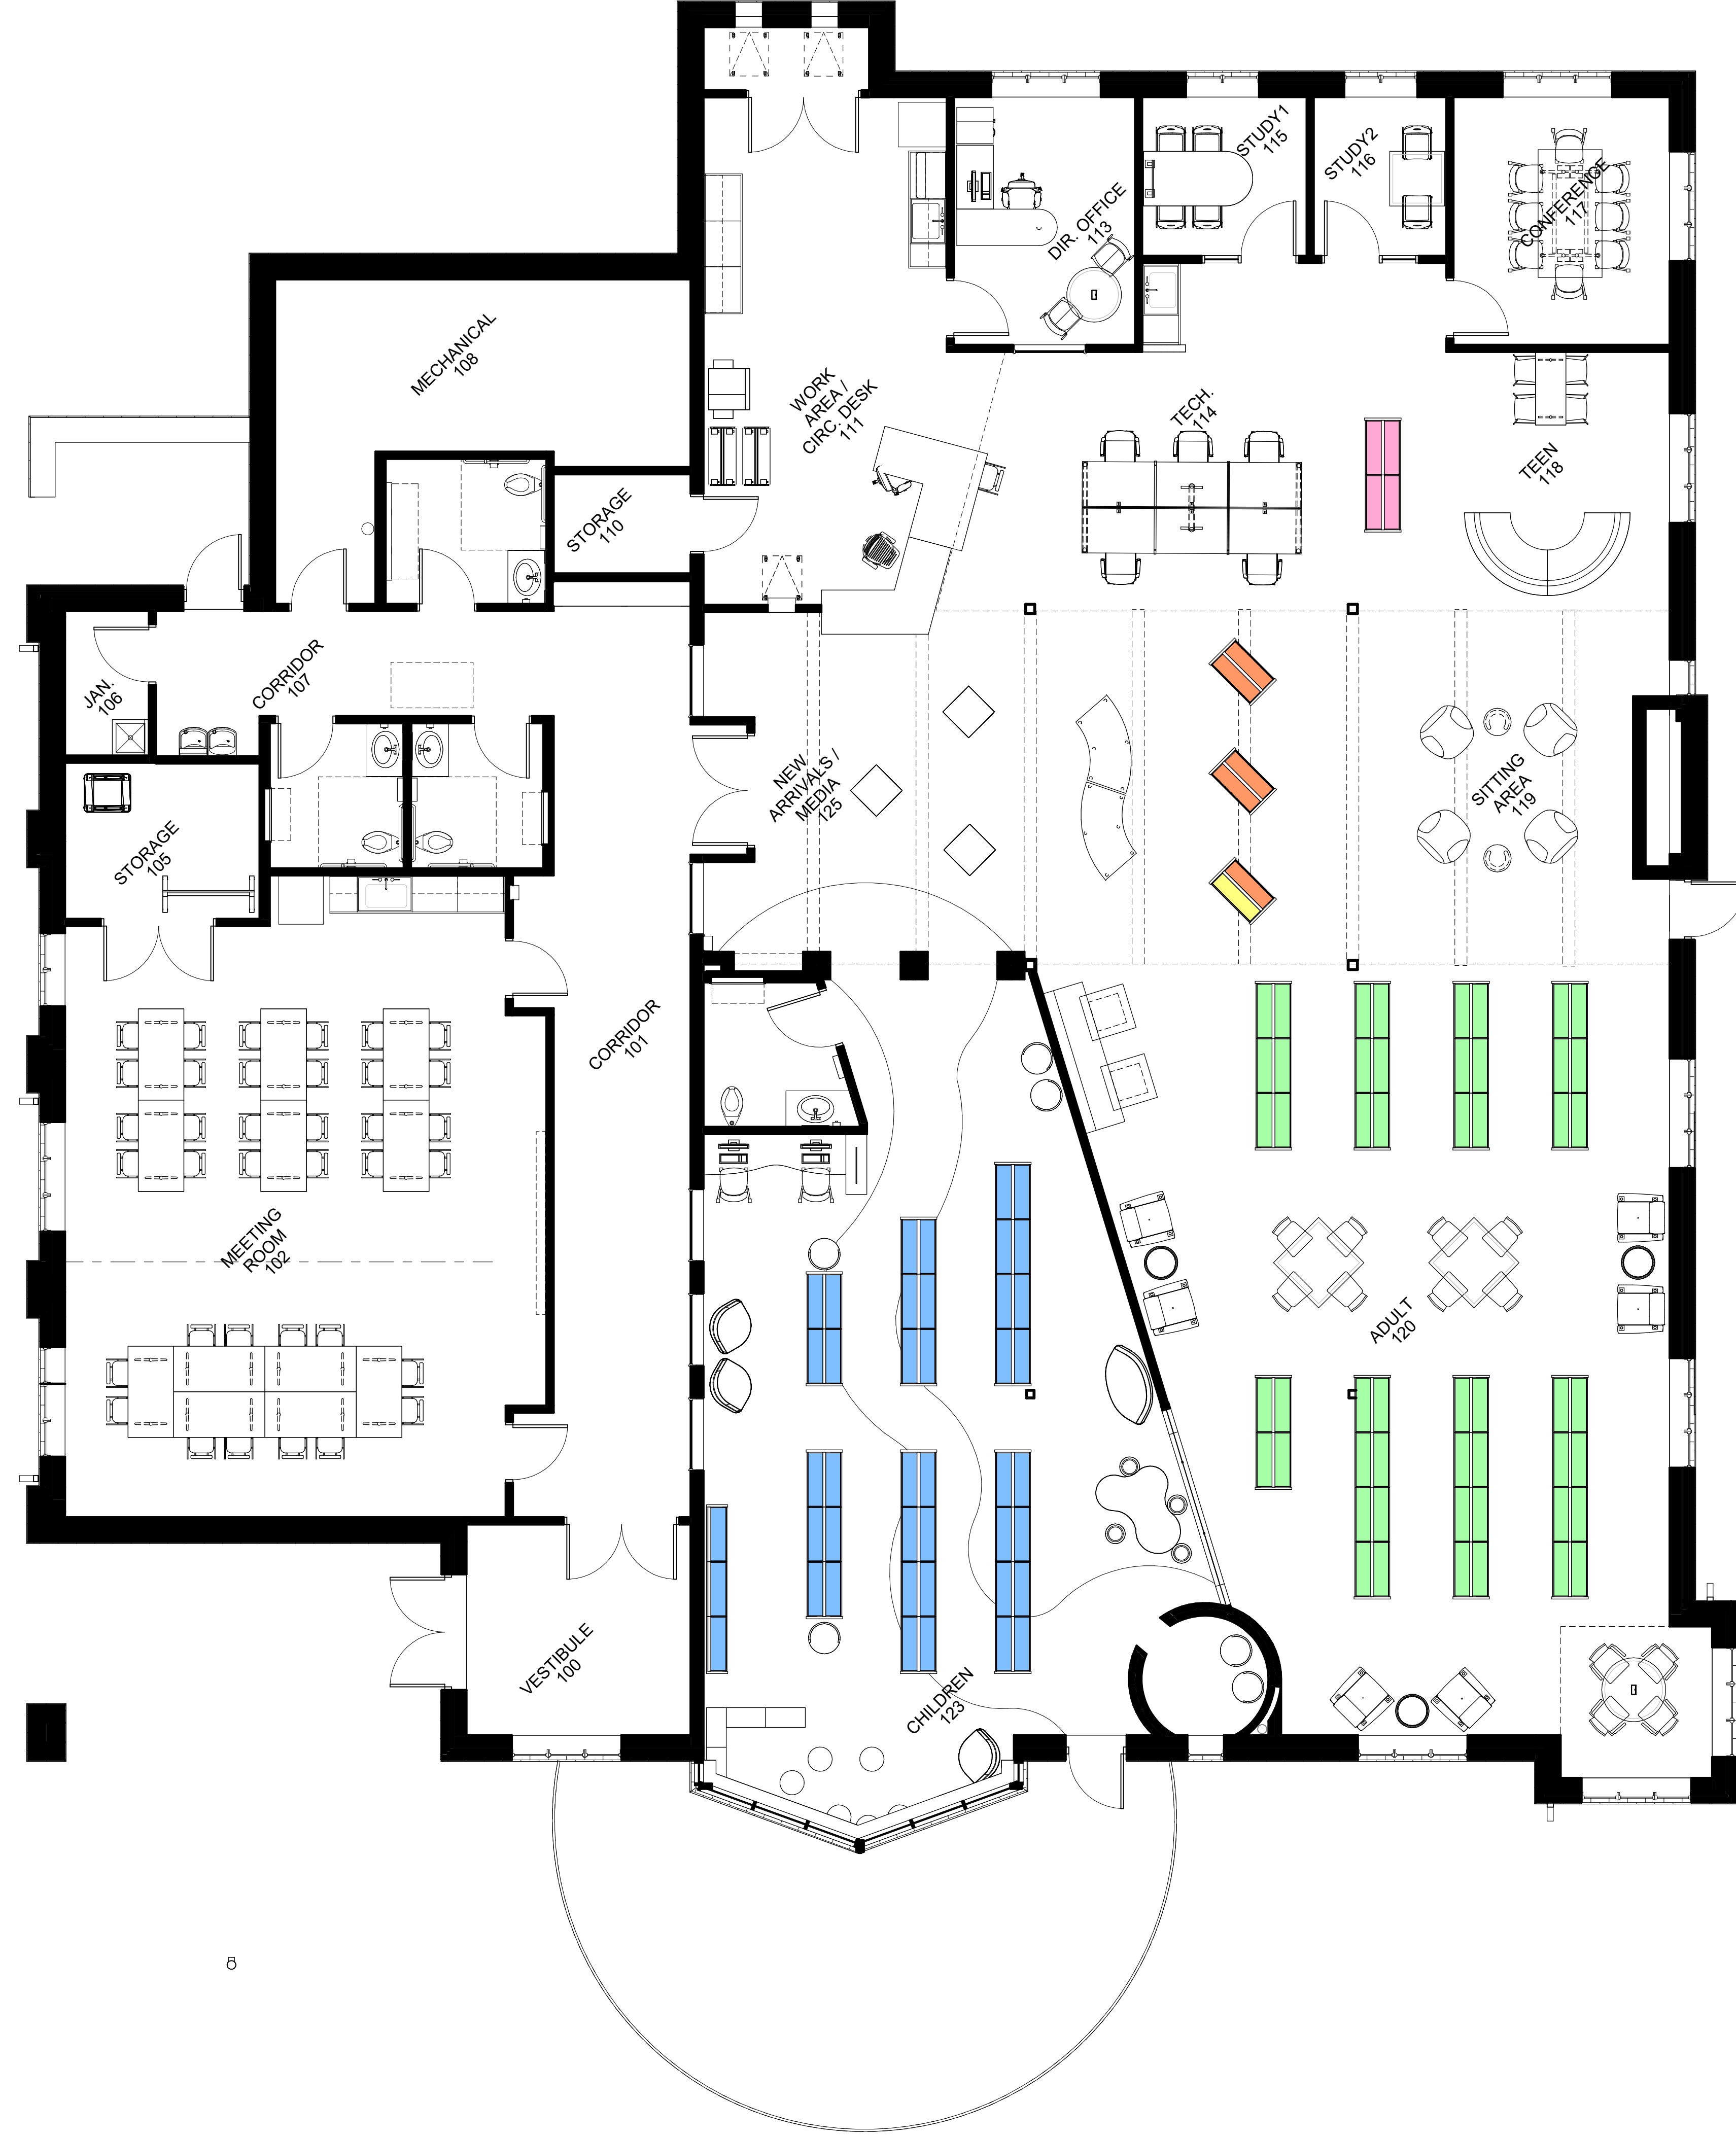 STUDY1
115
STUDY2
116
CONFERENCE
117
DIR. OFFICE
113
MECHANICAL
108
WORK
AREA /
CIRC. DESK
111
TECH.
114
TEEN
118
STORAGE
110
CORRIDOR
107
JAN.
106
NEW
ARRIVALS /
MEDIA
125
SITTING
AREA
119
STORAGE
105
CORRIDOR
101
MEETING
ROOM
102
ADULT
120
VESTIBULE
100
CHILDREN
123